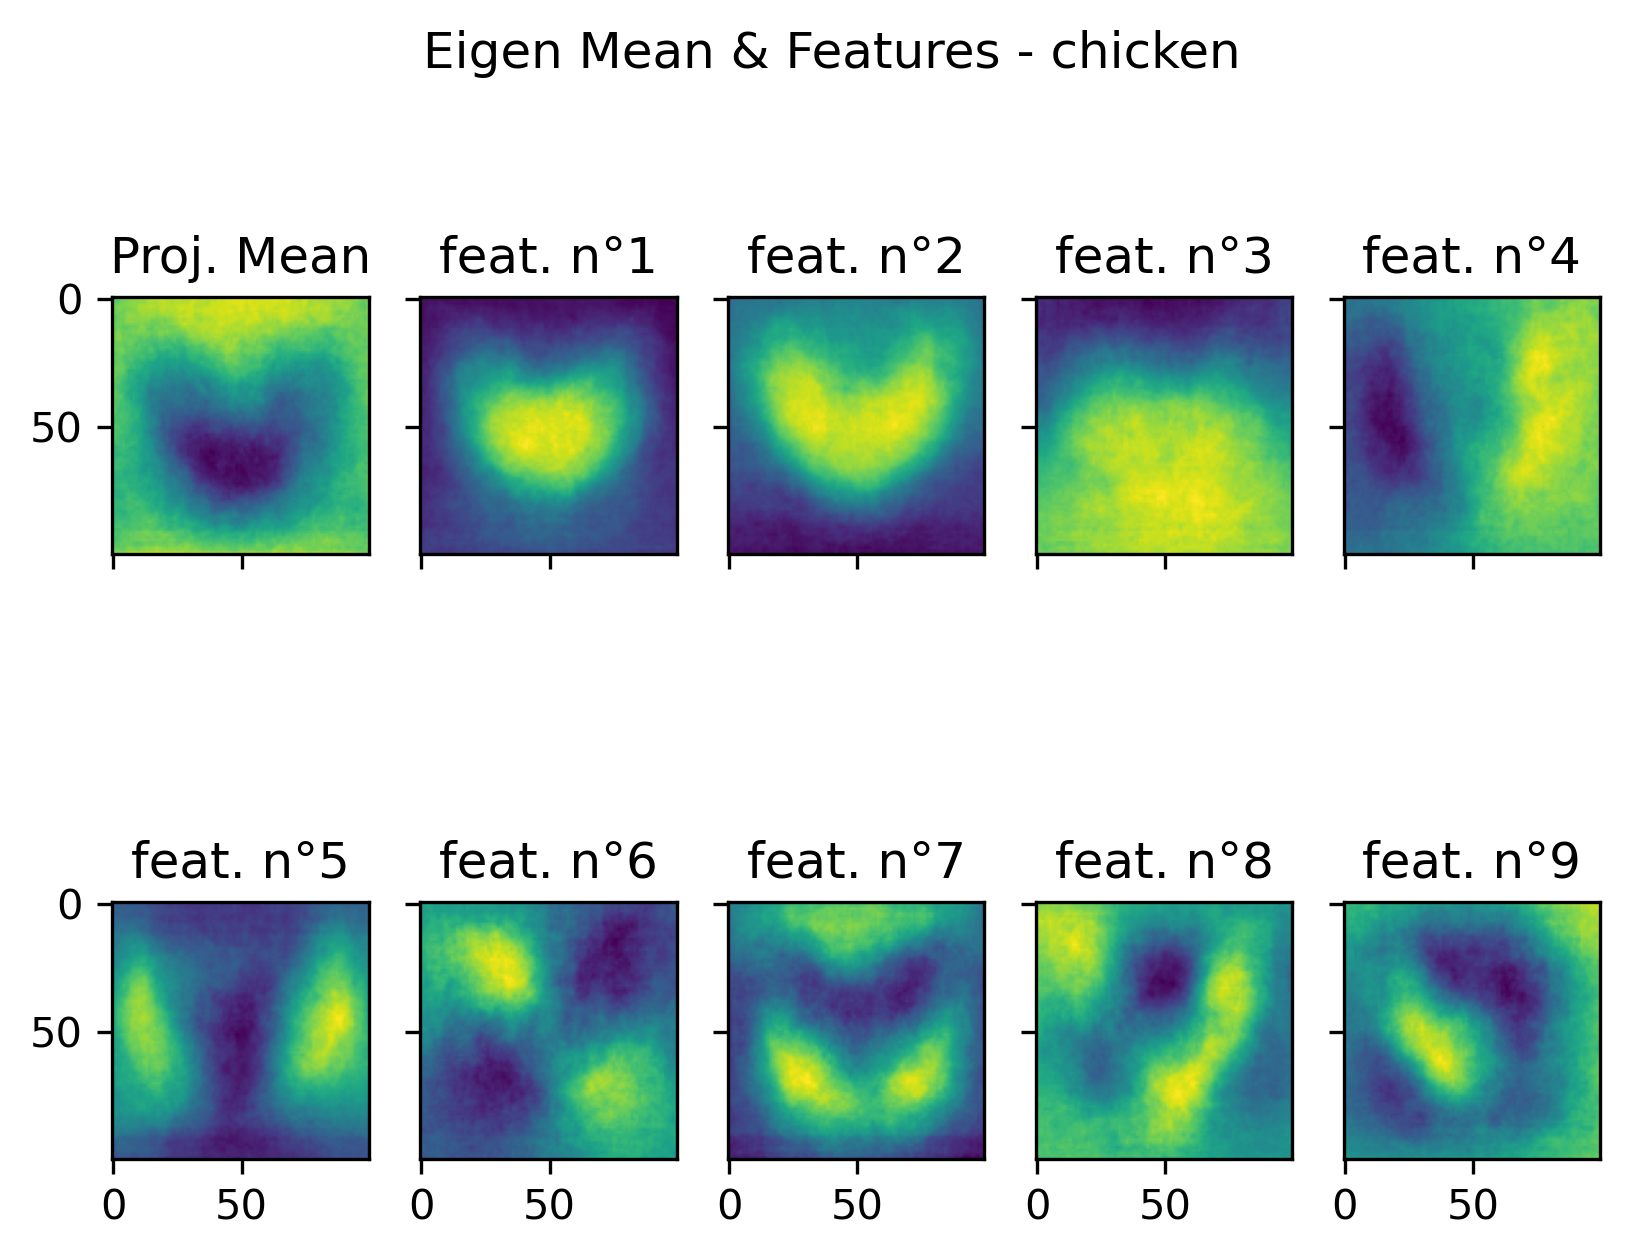 Eigen Mean & Features - chicken
Proj. Mean feat. n°1 feat. n°2 feat. n°3 feat. n°4
0
50
feat. n°5 feat. n°6 feat. n°7 feat. n°8 feat. n°9
0
50
0 50 0 50 0 50 0 50 0 50